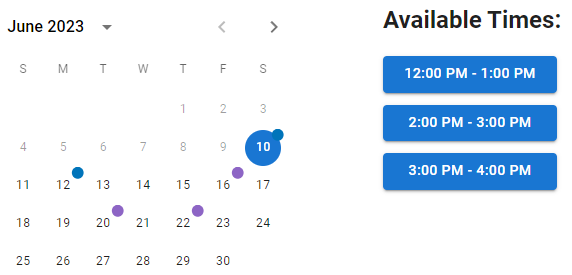 June 2023
S M T W T F S
1 2 3
4 5 6 7 8 9 10
11 12 13 14 15 16 17
18 19 20 21 22 23 24
25 26 27 28 29 30
Available Times:
12:00 PM - 1:00 PM
2:00 PM - 3:00 PM
3:00 PM - 4:00 PM